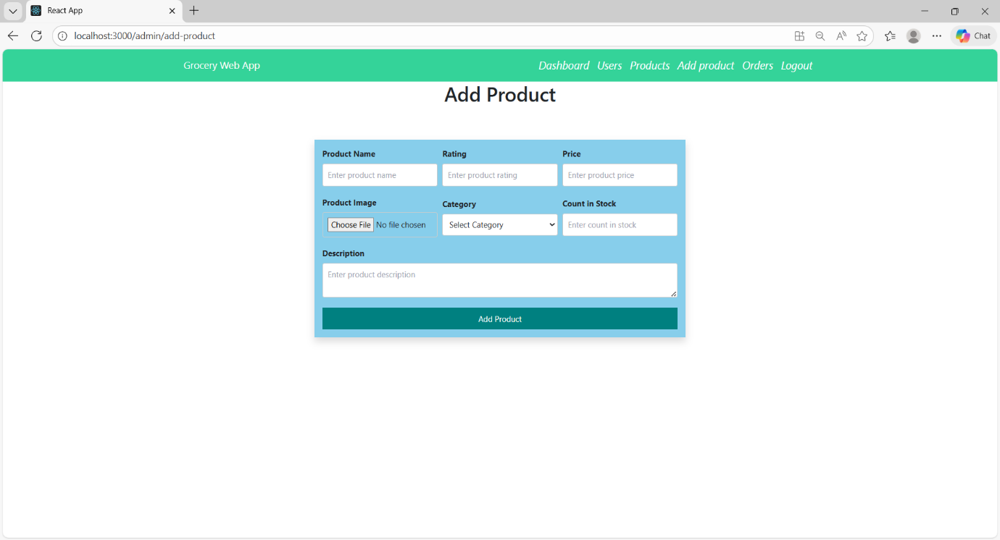 React App
localhost:3000/admin/add-product
Chat
Grocery Web App
Dashboard Users Products Add product Orders Logout
Add Product
Product Name Rating Price
Enter product name Enter product rating Enter product price
Product Image Category Count in Stock
Choose File No file chosen Select Category Enter count in stock
Description
Enter product description
Add Product